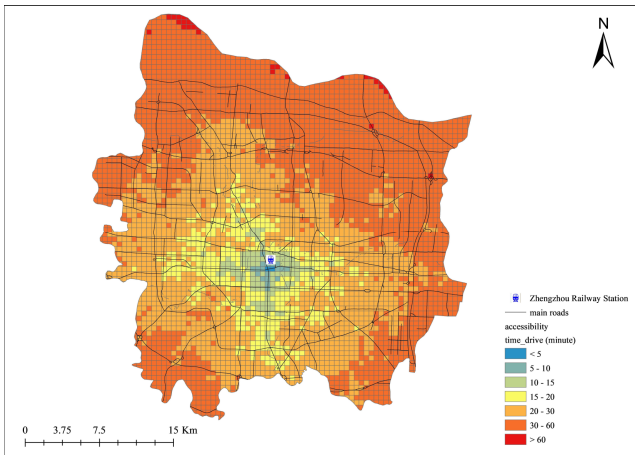 N
Zhengzhou Railway Station
main roads
accessibility
time_drive (minute)
< 5
5 - 10
10 - 15
15 - 20
20 - 30
30 - 60
> 60
0 3.75 7.5 15 Km